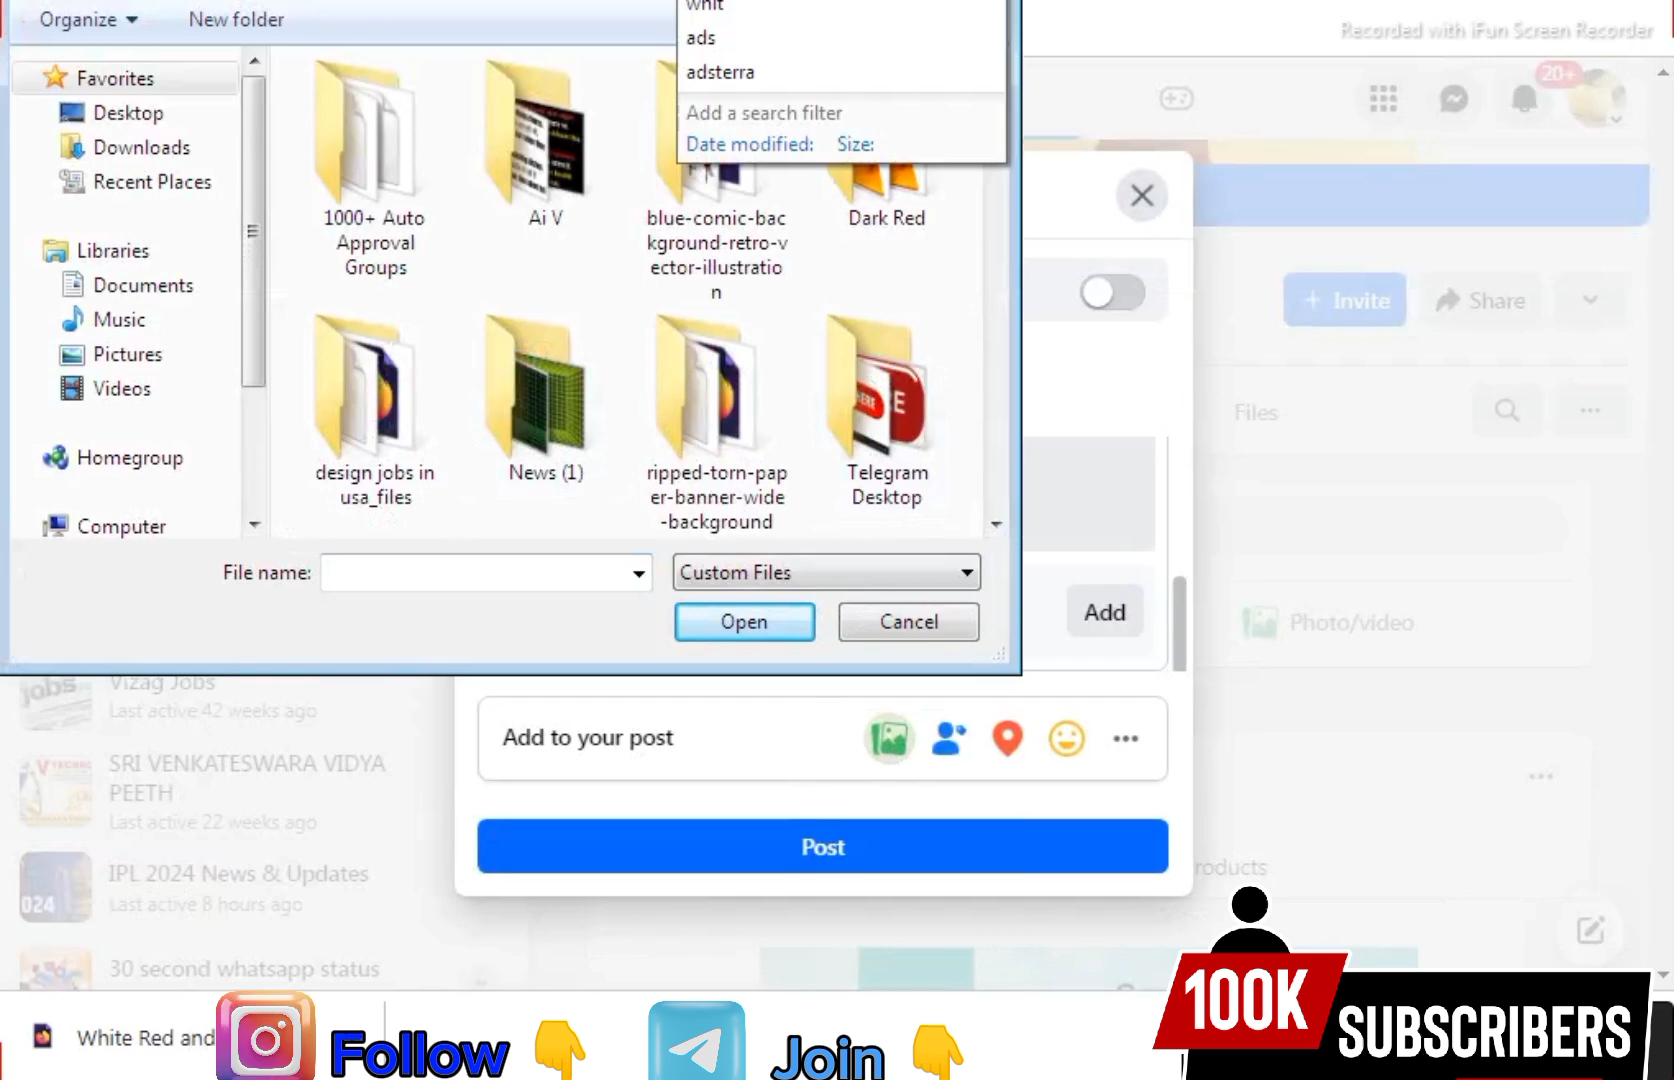 Organize
New folder
whit
ads
adsterra
Add a search filter
Date modified:
Size:
Recorded with iFun Screen Recorder
20+
Favorites
Desktop
Downloads
Recent Places
Libraries
Documents
Music
Pictures
Videos
Homegroup
Computer
1000+ Auto
Approval
Groups
Ai V
blue-comic-bac
kground-retro-v
ector-illustratio
n
Dark Red
design jobs in
usa_files
News (1)
ripped-torn-pap
er-banner-wide
-background
Telegram
Desktop
HERE
E
File name:
Custom Files
Open
Cancel
+ Invite
Share
Files
Add
Photo/video
jobs
Vizag Jobs
Last active 42 weeks ago
SRI VENKATESWARA VIDYA
PEETH
Last active 22 weeks ago
024
IPL 2024 News & Updates
Last active 8 hours ago
30 second whatsapp status
Add to your post
Post
roducts
White Red and
Follow
Join
100K
SUBSCRIBERS